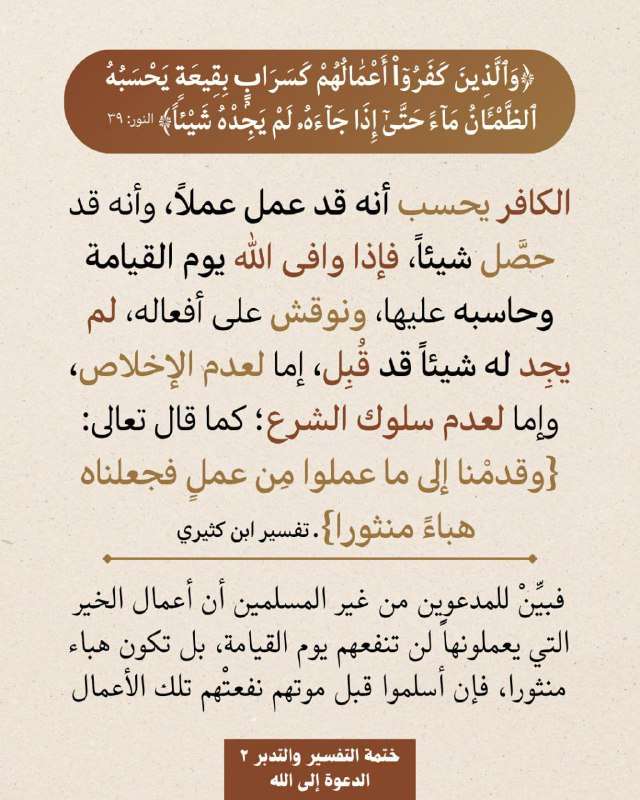 ﴿وَٱلَّذِينَ كَفَرُوٓا۟ أَعْمَٰلُهُمْ كَسَرَابٍۭ بِقِيعَةٍ يَحْسَبُهُ
ٱلظَّمْـَٔانُ مَآءً حَتَّىٰٓ إِذَا جَآءَهُۥ لَمْ يَجِدْهُ شَيْـًٔا﴾ النور: ٣٩
الكافر يحسب أنه قد عمل عملاً، وأنه قد
حصَّل شيئاً، فإذا وافى الله يوم القيامة
وحاسبه عليها، ونوقش على أفعاله، لم
يجِد له شيئاً قد قُبِل، إما لعدم الإخلاص،
وإما لعدم سلوك الشرع؛ كما قال تعالى:
{وقدمْنا إلى ما عملوا مِن عملٍ فجعلناه
هباءً منثورا}. تفسير ابن كثيري
فبيِّنْ للمدعوين من غير المسلمين أن أعمال الخير
التي يعملونها لن تنفعهم يوم القيامة، بل تكون هباء
منثورا، فإن أسلموا قبل موتهم نفعتْهم تلك الأعمال
ختمة التفسير والتدبر ٢
الدعوة إلى الله